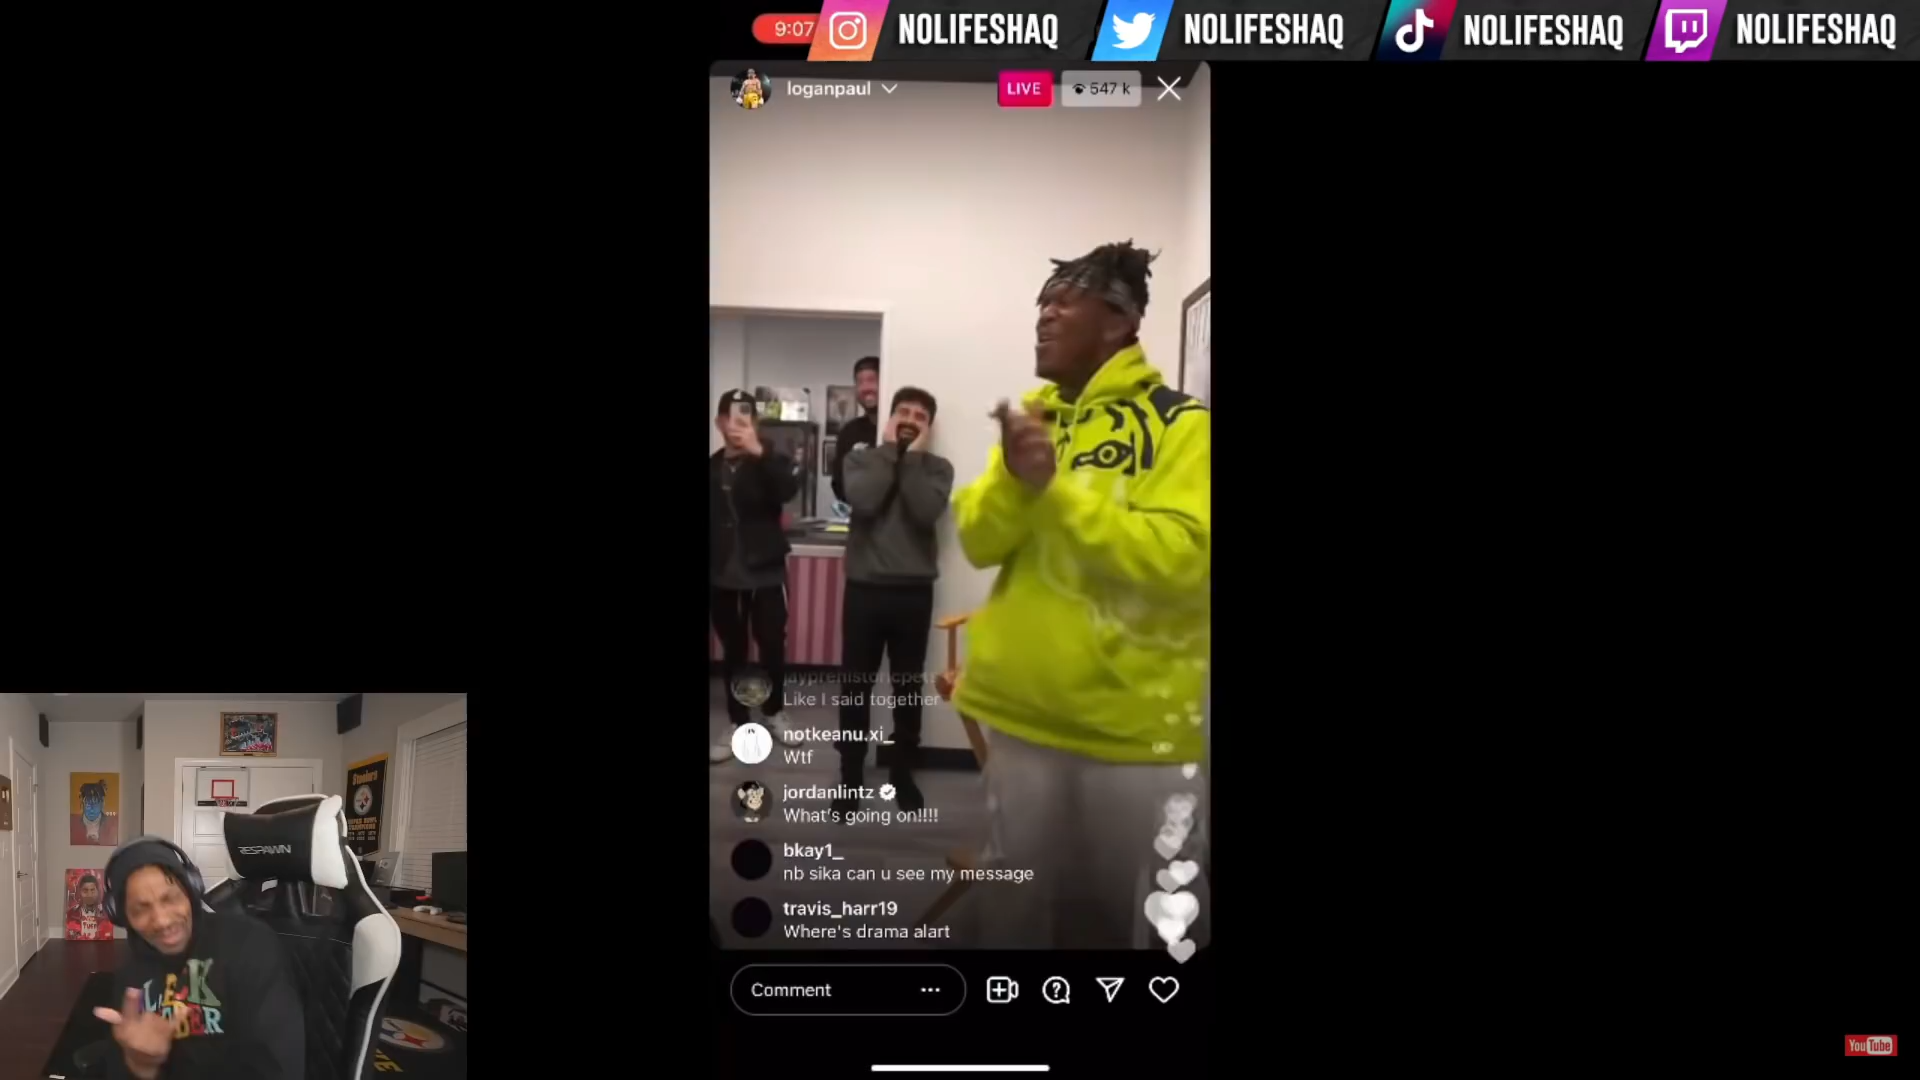 9:07
NOLIFESHAQ
NOLIFESHAQ
NOLIFESHAQ
NOLIFESHAQ
loganpaul
LIVE
547 k
Like I said together
notkeanu.xi_
Wtf
jordanlintz
What's going on!!!!
bkay1_
nb sika can u see my message
travis_harr19
Where's drama alart
Comment
RESPAWN
Steelers
YouTube